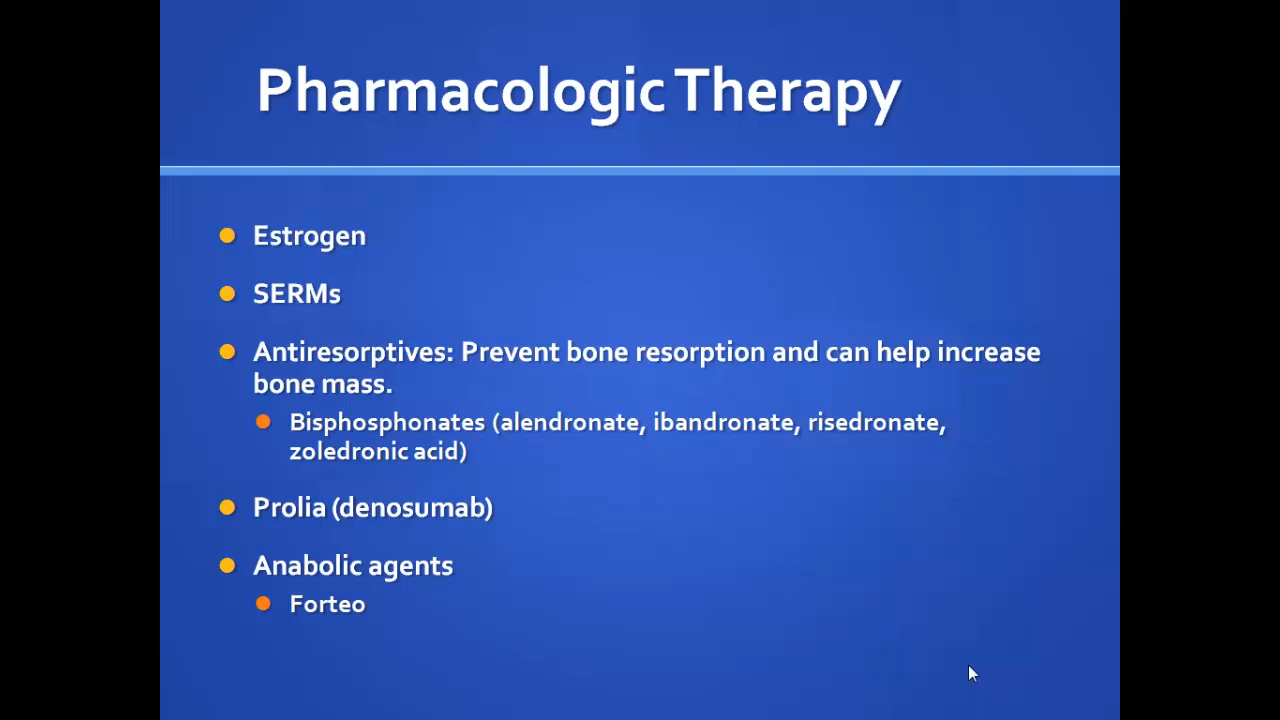 Pharmacologic Therapy
Estrogen
SERMs
Antiresorptives: Prevent bone resorption and can help increase
bone mass.
Bisphosphonates (alendronate, ibandronate, risedronate,
zoledronic acid)
Prolia (denosumab)
Anabolic agents
Forteo